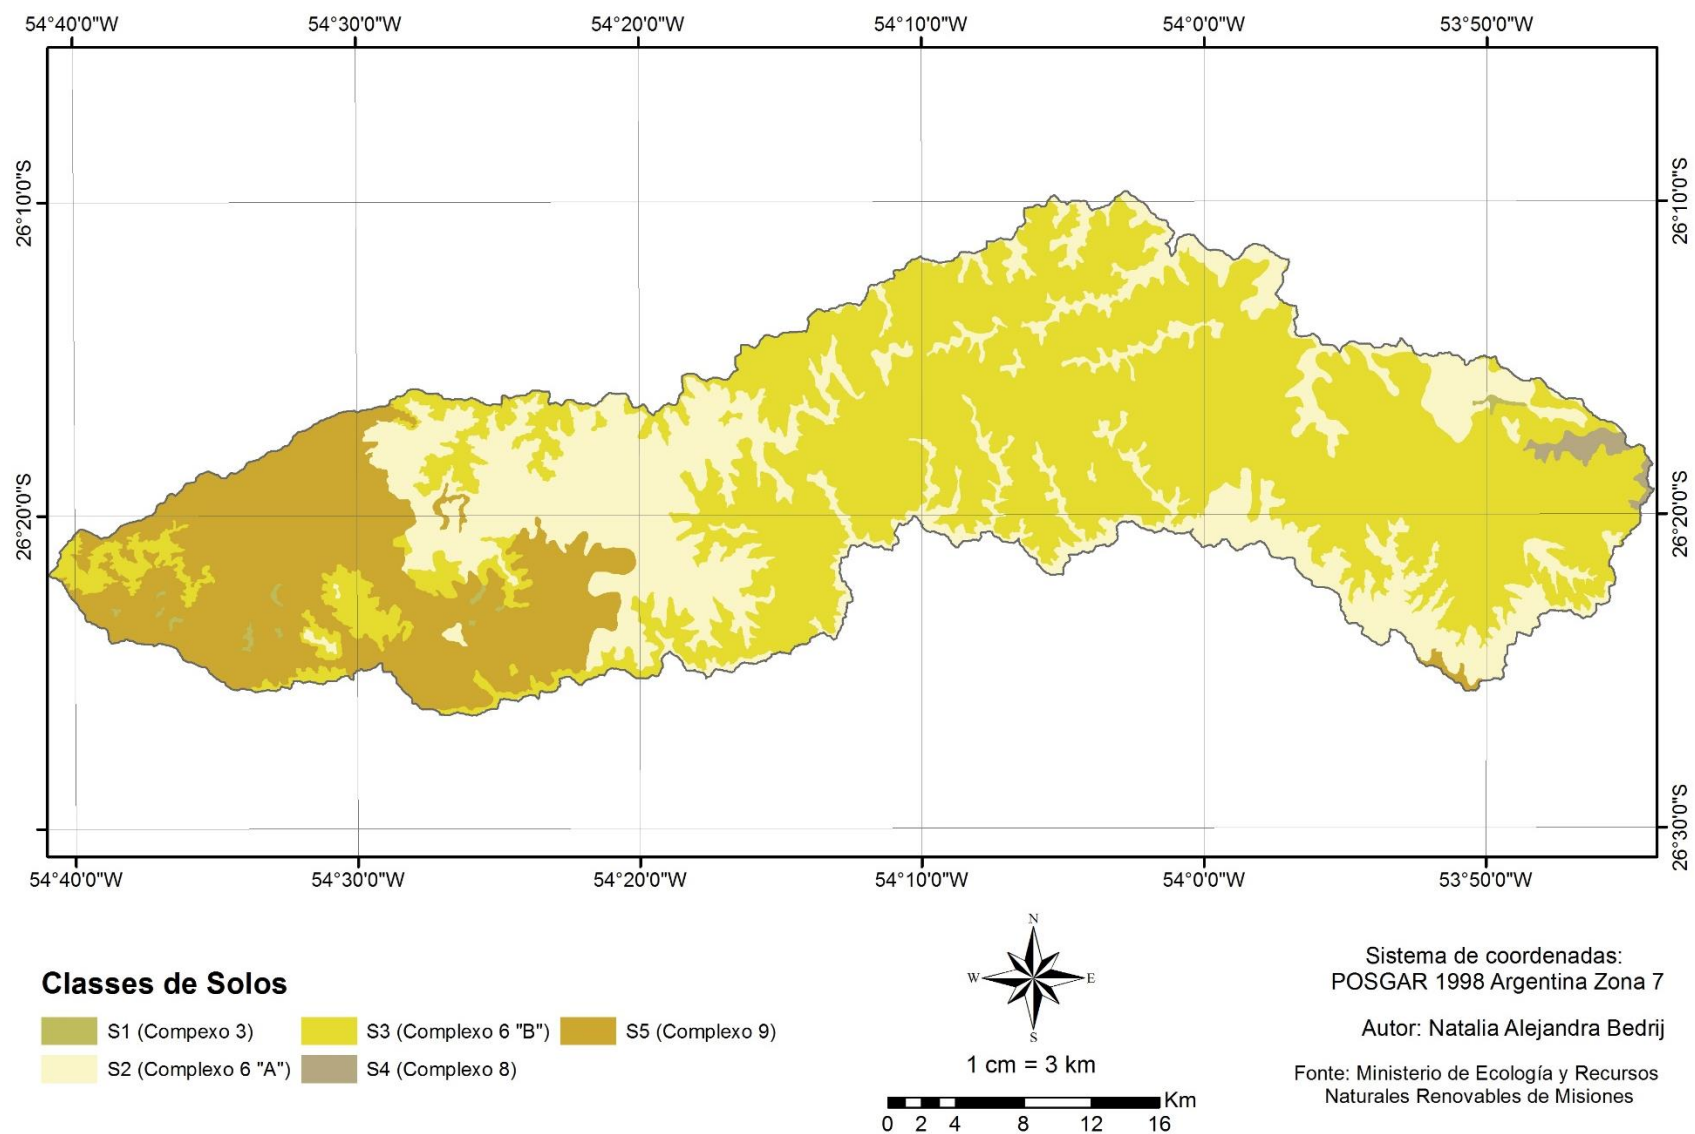 54°40'0"W 54°30'0"W 54°20'0"W 54°10'0"W 54°0'0"W 53°50'0"W
26°10'0"S 26°10'0"S
26°20'0"S 26°20'0"S
26°30'0"S
54°40'0"W 54°30'0"W 54°20'0"W 54°10'0"W 54°0'0"W 53°50'0"W
Classes de Solos
S1 (Compexo 3)
S2 (Complexo 6 "A")
S3 (Complexo 6 "B")
S4 (Complexo 8)
S5 (Complexo 9)
N
W E
S
1 cm = 3 km
Km
0 2 4 8 12 16
Sistema de coordenadas:
POSGAR 1998 Argentina Zona 7
Autor: Natalia Alejandra Bedrij
Fonte: Ministerio de Ecología y Recursos
Naturales Renovables de Misiones